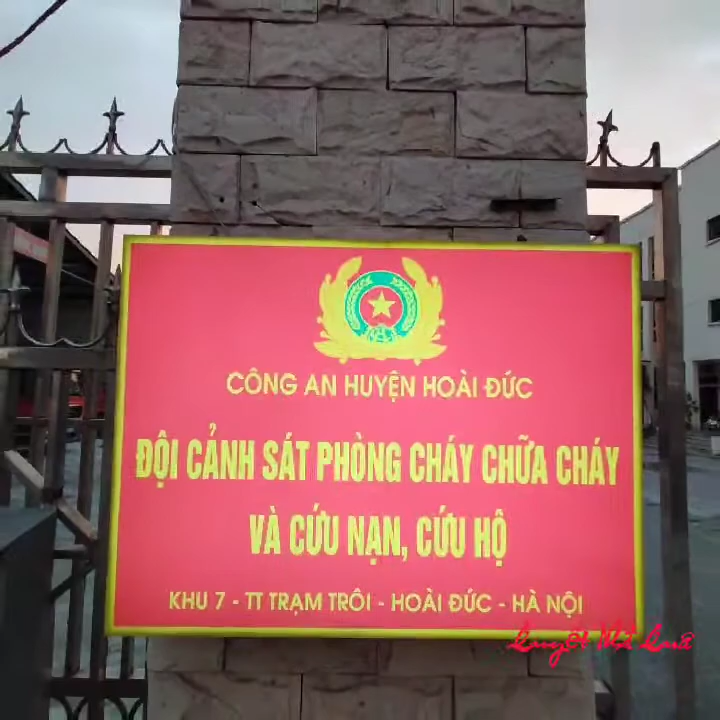 CÔNG AN HUYỆN HOÀI ĐỨC
ĐỘI CẢNH SÁT PHÒNG CHÁY CHỮA CHÁY
VÀ CỨU NẠN, CỨU HỘ
KHU 7 - TT TRẠM TRÔI - HOÀI ĐỨC - HÀ NỘI